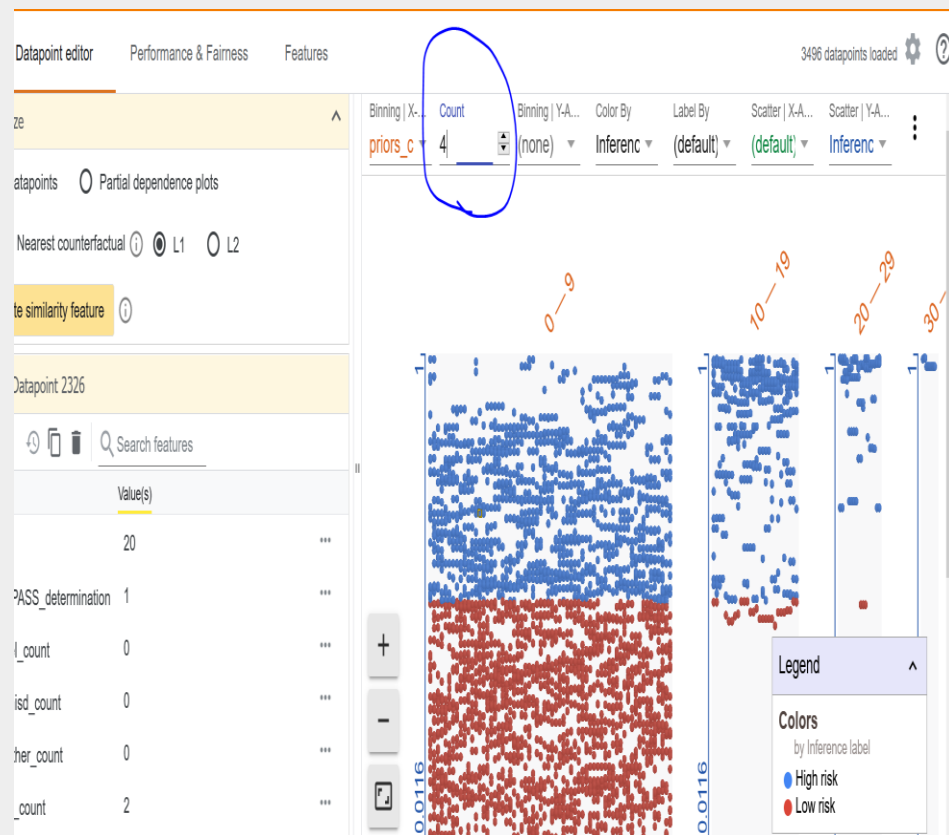 Datapoint editor Performance & Fairness Features 3496 datapoints loaded
ze
Binning | X-... Count Binning | Y-A... Color By Label By Scatter | X-A... Scatter | Y-A...
priors_c 4 (none) Inferenc (default) (default) Inferenc
atapoints Partial dependence plots
Nearest counterfactual L1 L2
te similarity feature
0 — 9 10 — 19 20 — 29 30 -
1 1 1 1
Datapoint 2326
Search features
Value(s)
20
PASS_determination 1
l_count 0
isd_count 0
ther_count 0
_count 2
0.0116 0.0116
Legend
Colors
by Inference label
High risk
Low risk